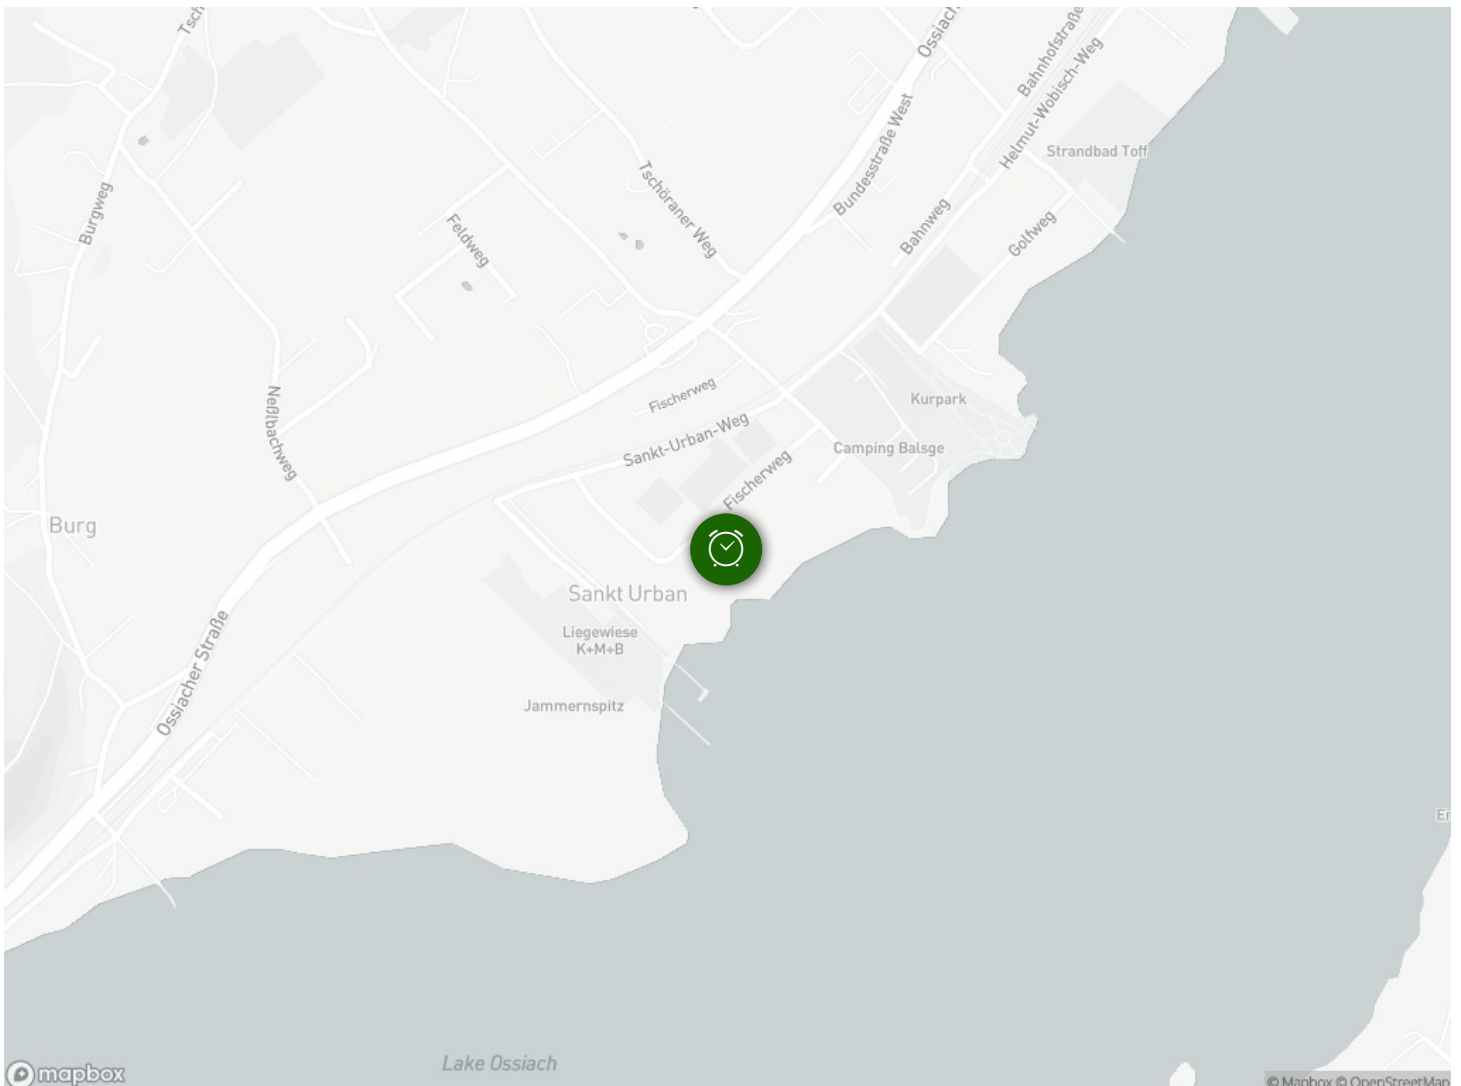 Tsch
Ossiach
Bahnhofstraße
Helmut-Wobisch-Weg
Bundesstraße West
Strandbad Toff
Tschöraner Weg
Burgweg
Feldweg
Bahnweg
Golfweg
Fischerweg
Neßlbachweg
Kurpark
Sankt-Urban-Weg
Camping Balsge
Fischerweg
Burg
Sankt Urban
Liegewiese
K+M+B
Ossiacher Straße
Jammernspitz
Er
Lake Ossiach
mapbox
© Mapbox © OpenStreetMap